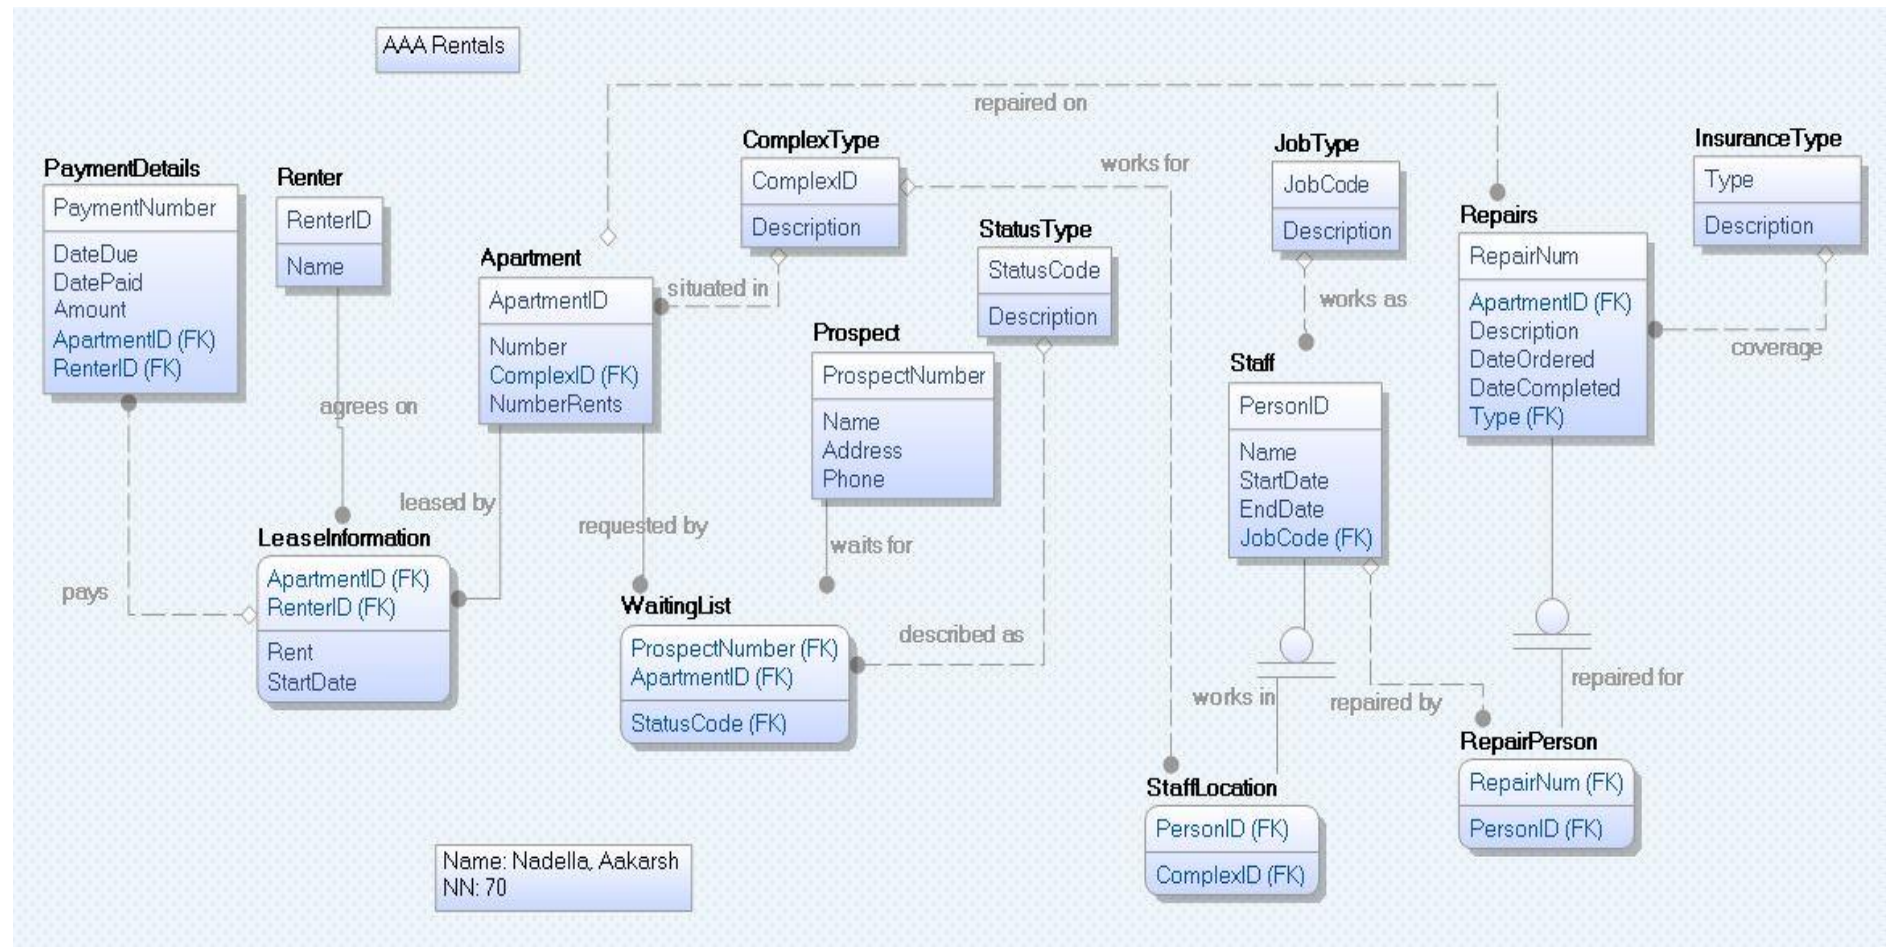 AAA Rentals
repaired on
PaymentDetails
PaymentNumber
DateDue
DatePaid
Amount
ApartmentID (FK)
RenterID (FK)
Renter
RenterID
Name
agrees on
pays
leased by
LeaseInformation
ApartmentID (FK)
RenterID (FK)
Rent
StartDate
Apartment
ApartmentID
Number
ComplexID (FK)
NumberRents
situated in
requested by
ComplexType
ComplexID
Description
works for
StatusType
StatusCode
Description
Prospect
ProspectNumber
Name
Address
Phone
waits for
described as
WaitingList
ProspectNumber (FK)
ApartmentID (FK)
StatusCode (FK)
JobType
JobCode
Description
works as
Staff
PersonID
Name
StartDate
EndDate
JobCode (FK)
works in
repaired by
StaffLocation
PersonID (FK)
ComplexID (FK)
InsuranceType
Type
Description
coverage
Repairs
RepairNum
ApartmentID (FK)
Description
DateOrdered
DateCompleted
Type (FK)
repaired for
RepairPerson
RepairNum (FK)
PersonID (FK)
Name: Nadella, Aakarsh
NN: 70